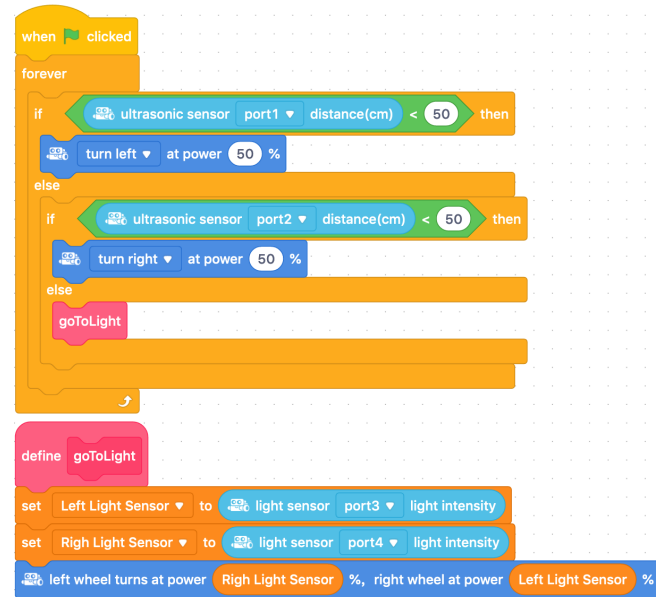 when clicked
forever
if ultrasonic sensor port1 distance(cm) < 50 then
turn left at power 50 %
else
if ultrasonic sensor port2 distance(cm) < 50 then
turn right at power 50 %
else
goToLight
define goToLight
set Left Light Sensor to light sensor port3 light intensity
set Righ Light Sensor to light sensor port4 light intensity
left wheel turns at power Righ Light Sensor %, right wheel at power Left Light Sensor %